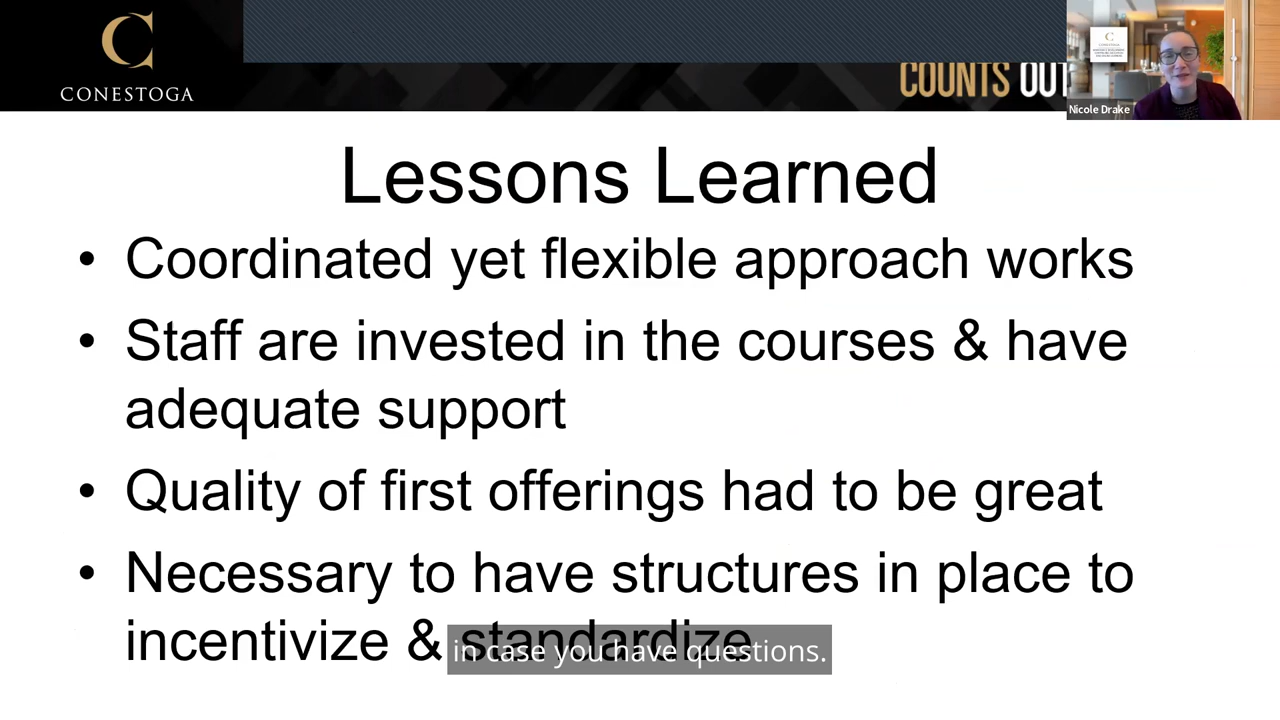 C
CONESTOGA
COUNTS OUT
Nicole Drake
Lessons Learned
• Coordinated yet flexible approach works
• Staff are invested in the courses & have
adequate support
• Quality of first offerings had to be great
• Necessary to have structures in place to
incentivize & standardize
in case you have questions.